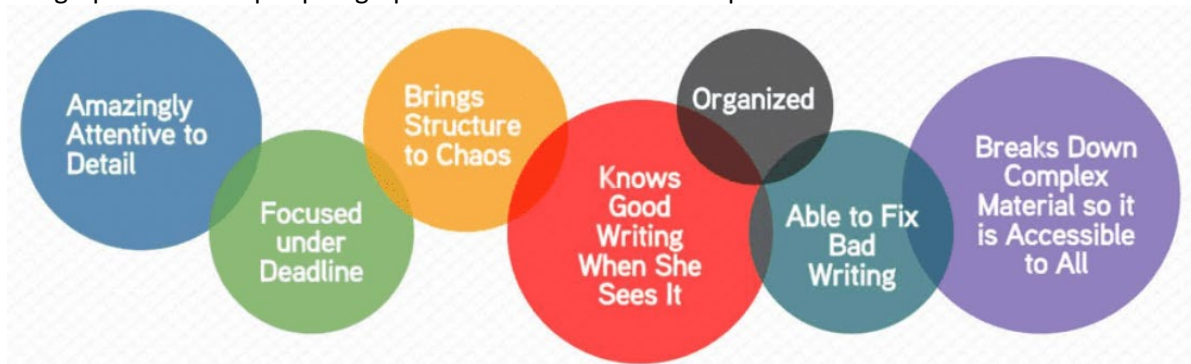 Amazingly
Attentive to
Detail
Focused
under
Deadline
Brings
Structure
to Chaos
Knows
Good
Writing
When She
Sees It
Organized
Able to Fix
Bad
Writing
Breaks Down
Complex
Material so it
is Accessible
to All